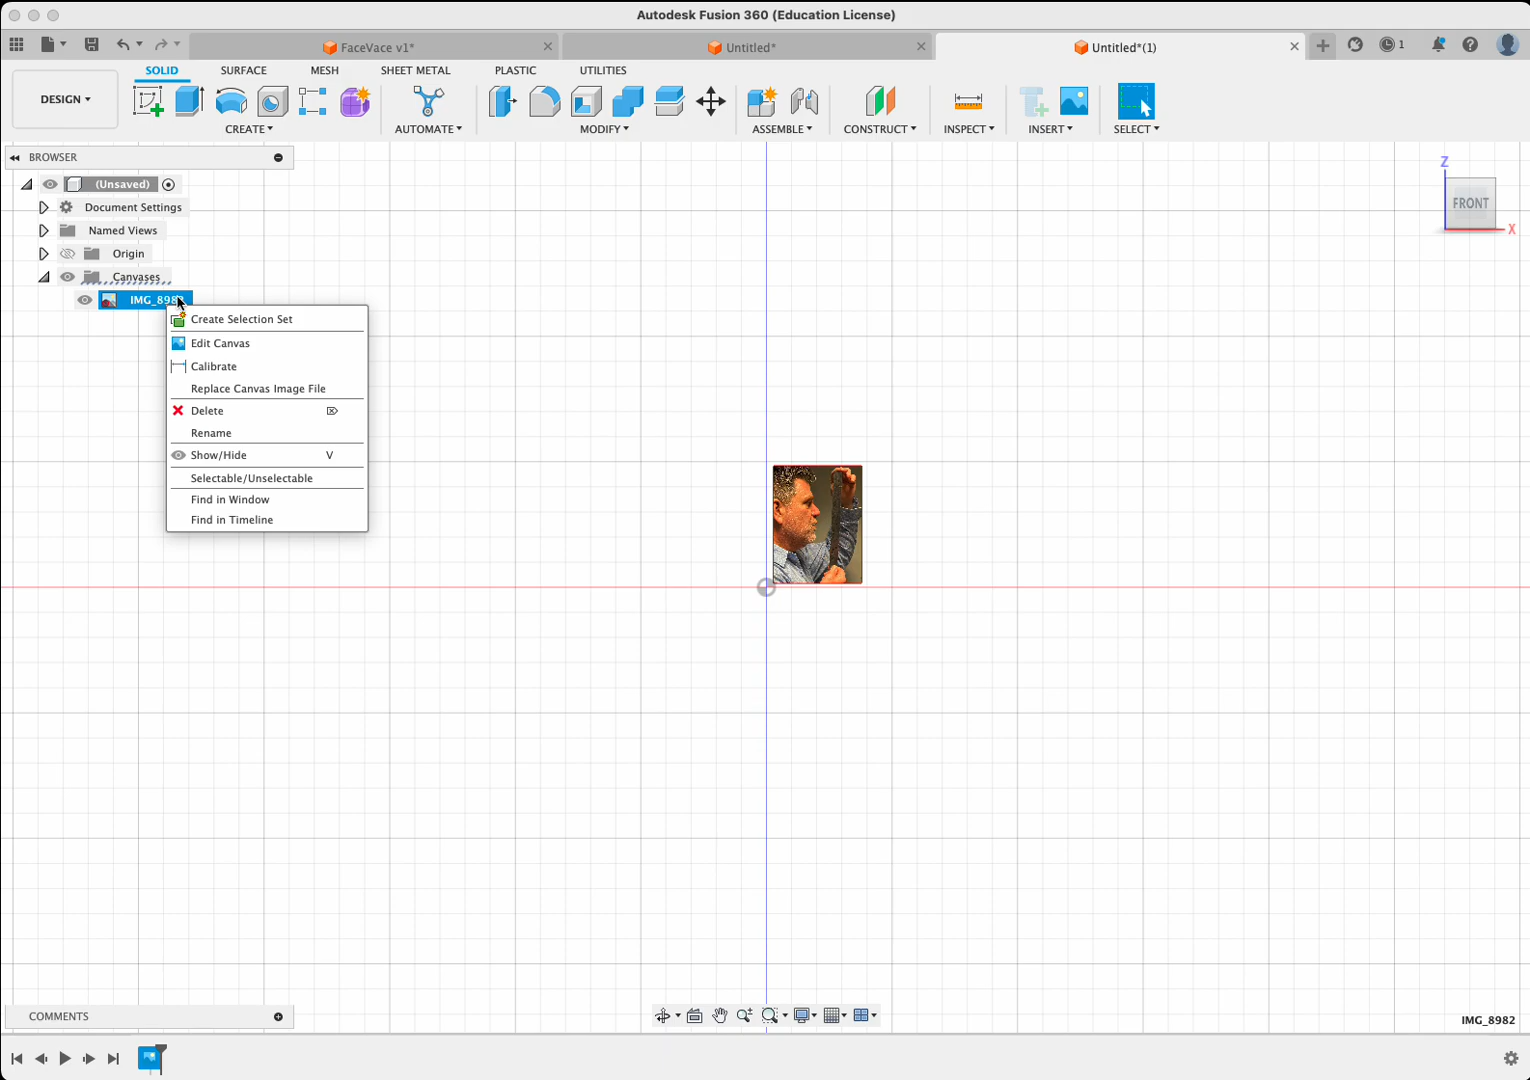 Autodesk Fusion 360 (Education License)
FaceVace v1*
Untitled*
Untitled*(1)
1
DESIGN
SOLID
SURFACE
MESH
SHEET METAL
PLASTIC
UTILITIES
CREATE
AUTOMATE
MODIFY
ASSEMBLE
CONSTRUCT
INSPECT
INSERT
SELECT
BROWSER
(Unsaved)
Document Settings
Named Views
Origin
Canvases
IMG_898
Create Selection Set
Edit Canvas
Calibrate
Replace Canvas Image File
Delete
Rename
Show/Hide V
Selectable/Unselectable
Find in Window
Find in Timeline
Z
FRONT
X
COMMENTS
IMG_8982